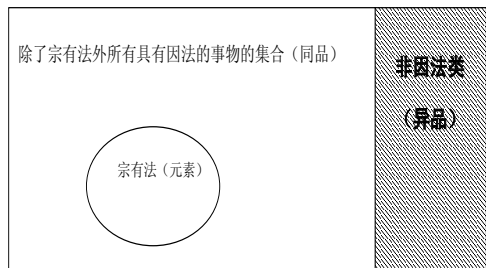 除了宗有法外所有具有因法的事物的集合（同品）
非因法类
（异品）
宗有法（元素）